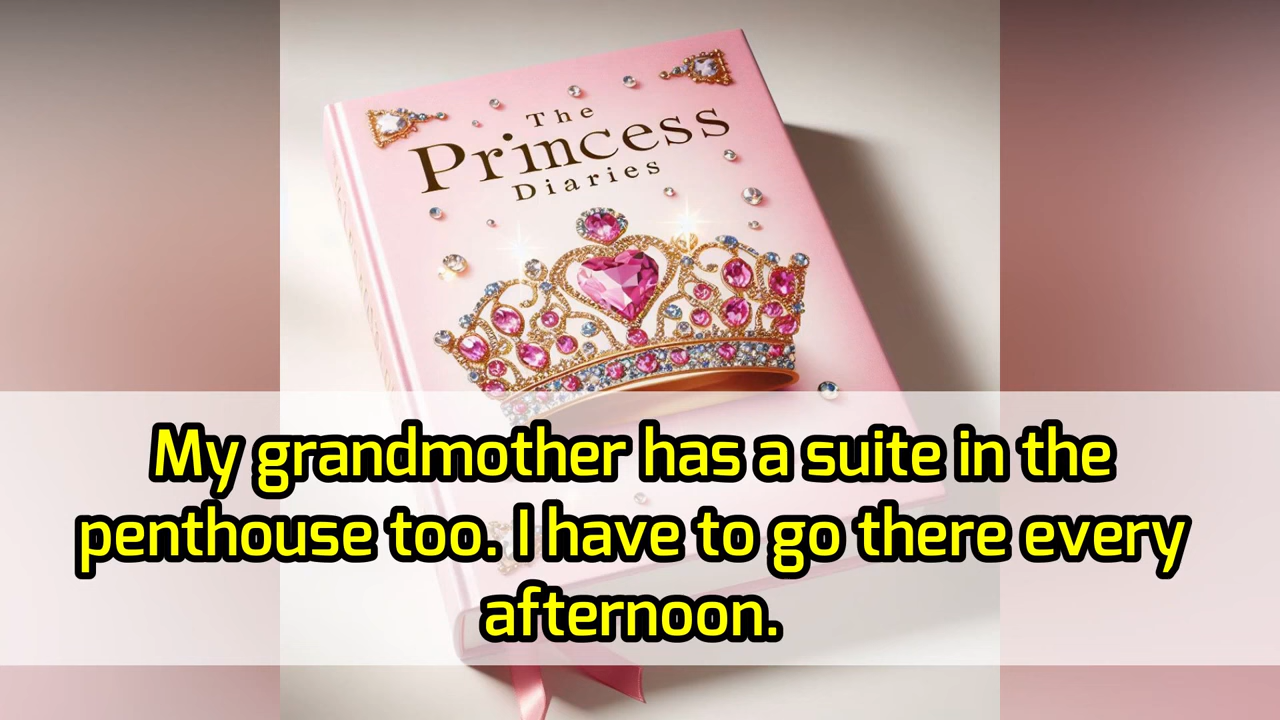 The
Princess
Diaries
My grandmother has a suite in the
penthouse too. I have to go there every
afternoon.